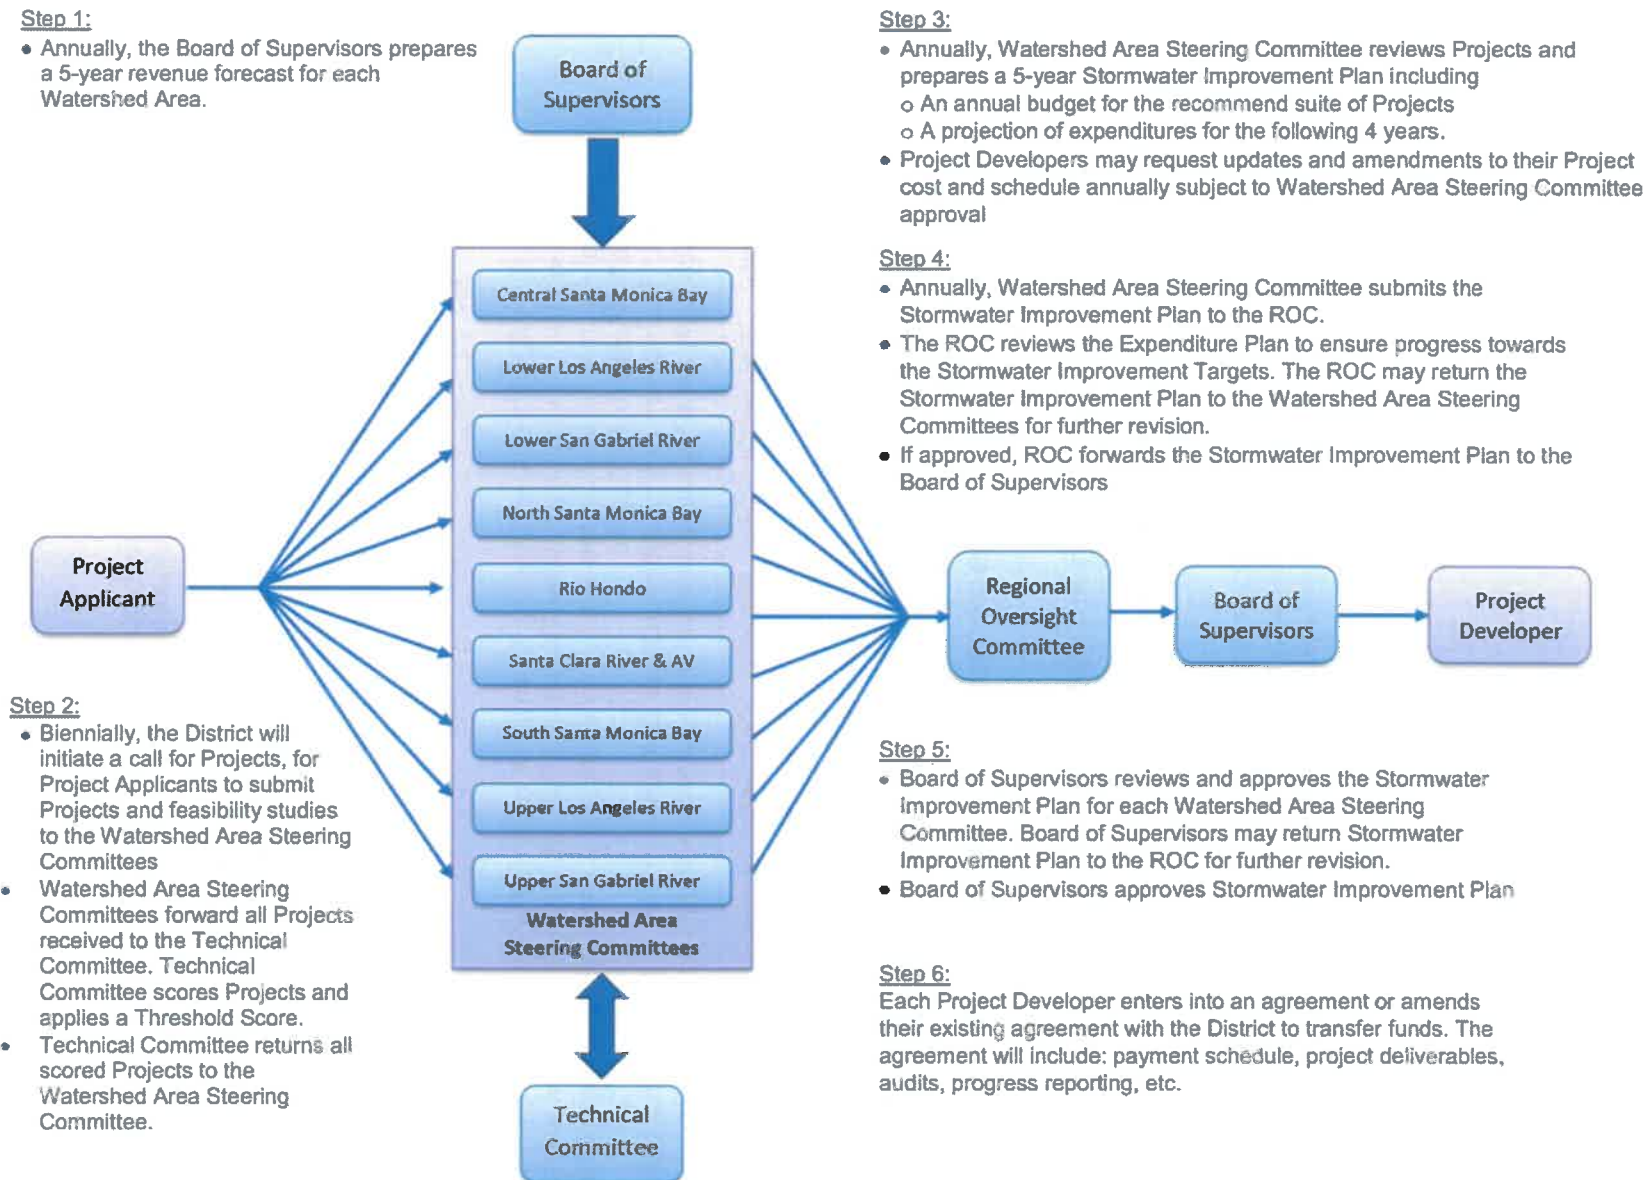 Step 1:
• Annually, the Board of Supervisors prepares
a 5-year revenue forecast for each
Watershed Area.
Board of
Supervisors
Step 3:
• Annually, Watershed Area Steering Committee reviews Projects and
prepares a 5-year Stormwater Improvement Plan including
o An annual budget for the recommend suite of Projects
o A projection of expenditures for the following 4 years.
• Project Developers may request updates and amendments to their Project
cost and schedule annually subject to Watershed Area Steering Committee
approval
Step 4:
• Annually, Watershed Area Steering Committee submits the
Stormwater Improvement Plan to the ROC.
• The ROC reviews the Expenditure Plan to ensure progress towards
the Stormwater Improvement Targets. The ROC may return the
Stormwater Improvement Plan to the Watershed Area Steering
Committees for further revision.
• If approved, ROC forwards the Stormwater Improvement Plan to the
Board of Supervisors
Project
Applicant
Central Santa Monica Bay
Lower Los Angeles River
Lower San Gabriel River
North Santa Monica Bay
Rio Hondo
Santa Clara River & AV
South Santa Monica Bay
Upper Los Angeles River
Upper San Gabriel River
Watershed Area
Steering Committees
Regional
Oversight
Committee
Board of
Supervisors
Project
Developer
Step 2:
• Biennially, the District will
initiate a call for Projects, for
Project Applicants to submit
Projects and feasibility studies
to the Watershed Area Steering
Committees
• Watershed Area Steering
Committees forward all Projects
received to the Technical
Committee. Technical
Committee scores Projects and
applies a Threshold Score.
• Technical Committee returns all
scored Projects to the
Watershed Area Steering
Committee.
Technical
Committee
Step 5:
• Board of Supervisors reviews and approves the Stormwater
Improvement Plan for each Watershed Area Steering
Committee. Board of Supervisors may return Stormwater
Improvement Plan to the ROC for further revision.
• Board of Supervisors approves Stormwater Improvement Plan
Step 6:
Each Project Developer enters into an agreement or amends
their existing agreement with the District to transfer funds. The
agreement will include: payment schedule, project deliverables,
audits, progress reporting, etc.